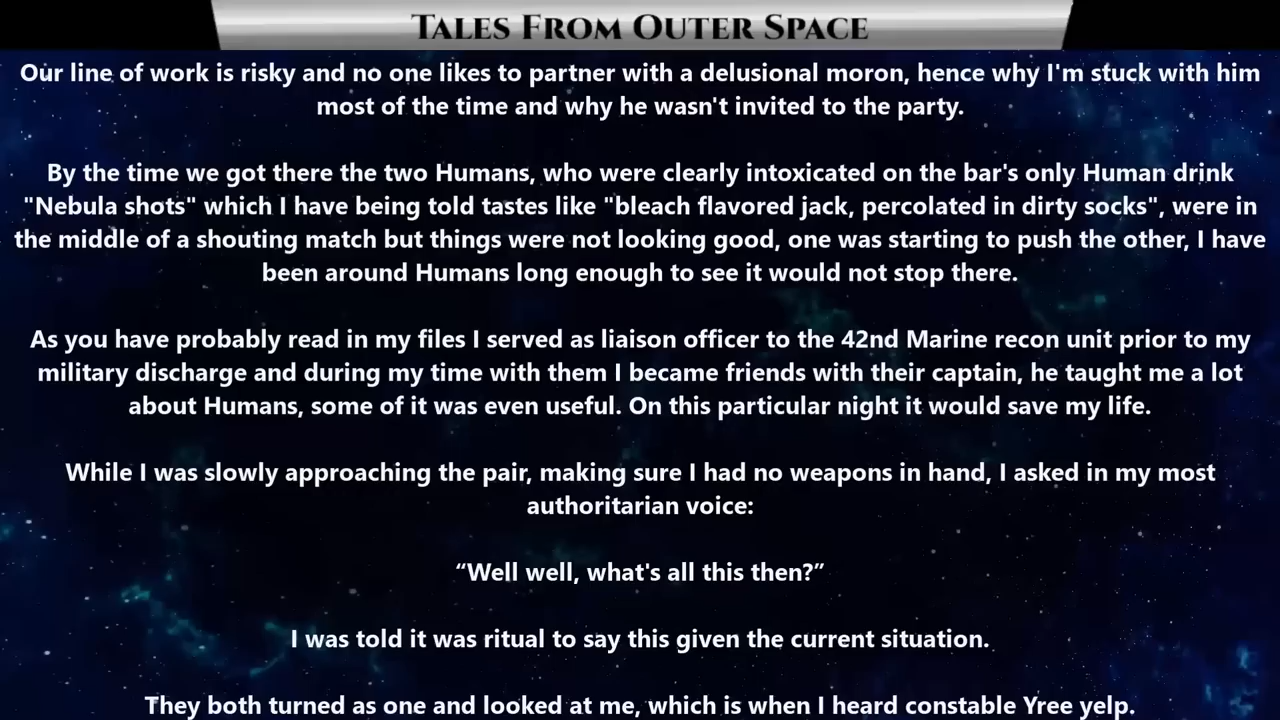 Tales From Outer Space
Our line of work is risky and no one likes to partner with a delusional moron, hence why I'm stuck with him
most of the time and why he wasn't invited to the party.
By the time we got there the two Humans, who were clearly intoxicated on the bar's only Human drink
"Nebula shots" which I have being told tastes like "bleach flavored jack, percolated in dirty socks", were in
the middle of a shouting match but things were not looking good, one was starting to push the other, I have
been around Humans long enough to see it would not stop there.
As you have probably read in my files I served as liaison officer to the 42nd Marine recon unit prior to my
military discharge and during my time with them I became friends with their captain, he taught me a lot
about Humans, some of it was even useful. On this particular night it would save my life.
While I was slowly approaching the pair, making sure I had no weapons in hand, I asked in my most
authoritarian voice:
“Well well, what's all this then?”
I was told it was ritual to say this given the current situation.
They both turned as one and looked at me, which is when I heard constable Yree yelp.